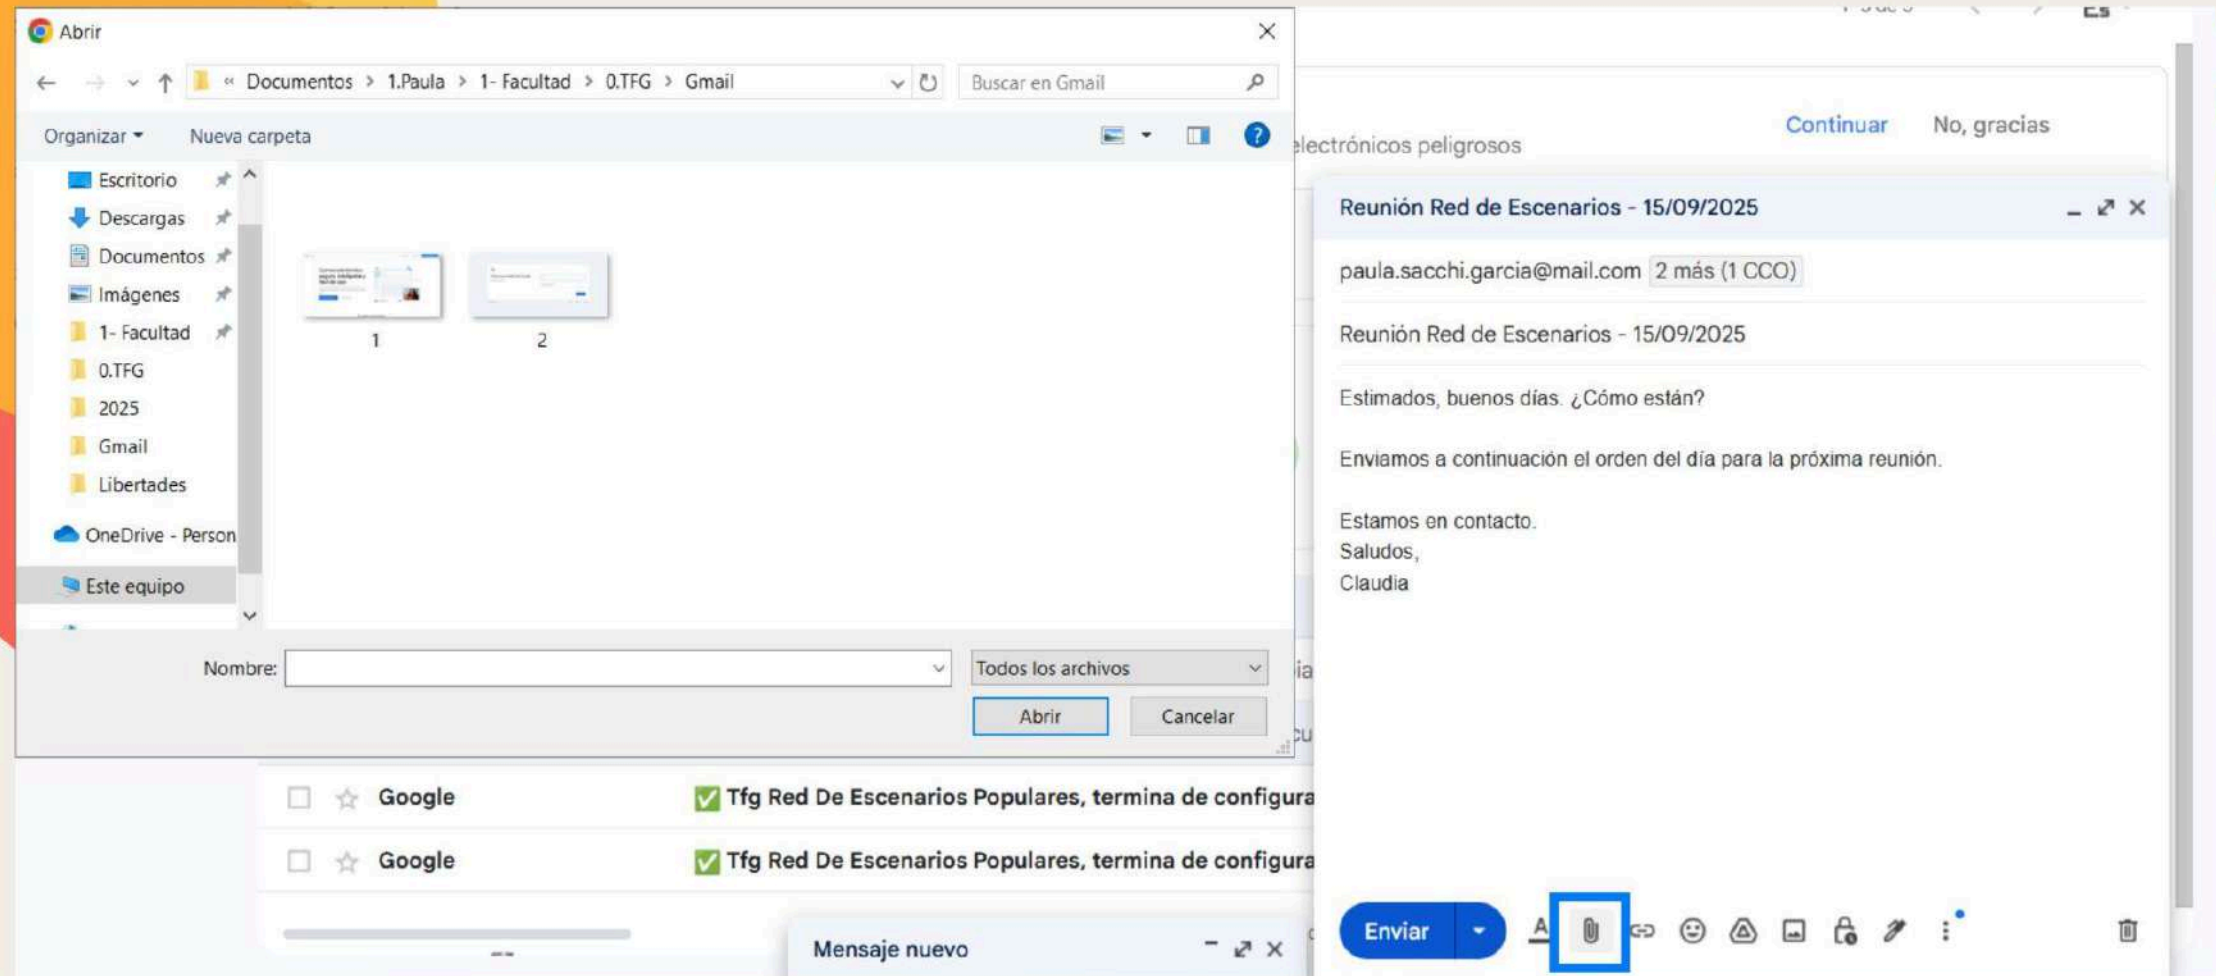 Abrir
« Documentos > 1.Paula > 1- Facultad > 0.TFG > Gmail
Buscar en Gmail
Organizar
Nueva carpeta
Escritorio
Descargas
Documentos
Imágenes
1- Facultad
0.TFG
2025
Gmail
Libertades
OneDrive - Person
Este equipo
1
2
Nombre:
Todos los archivos
Abrir
Cancelar
Es
electrónicos peligrosos
Continuar
No, gracias
Reunión Red de Escenarios - 15/09/2025
paula.sacchi.garcia@mail.com 2 más (1 CCO)
Reunión Red de Escenarios - 15/09/2025
Estimados, buenos días. ¿Cómo están?
Enviamos a continuación el orden del día para la próxima reunión.
Estamos en contacto.
Saludos,
Claudia
Google
✅ Tfg Red De Escenarios Populares, termina de configura
Google
✅ Tfg Red De Escenarios Populares, termina de configura
Mensaje nuevo
Enviar